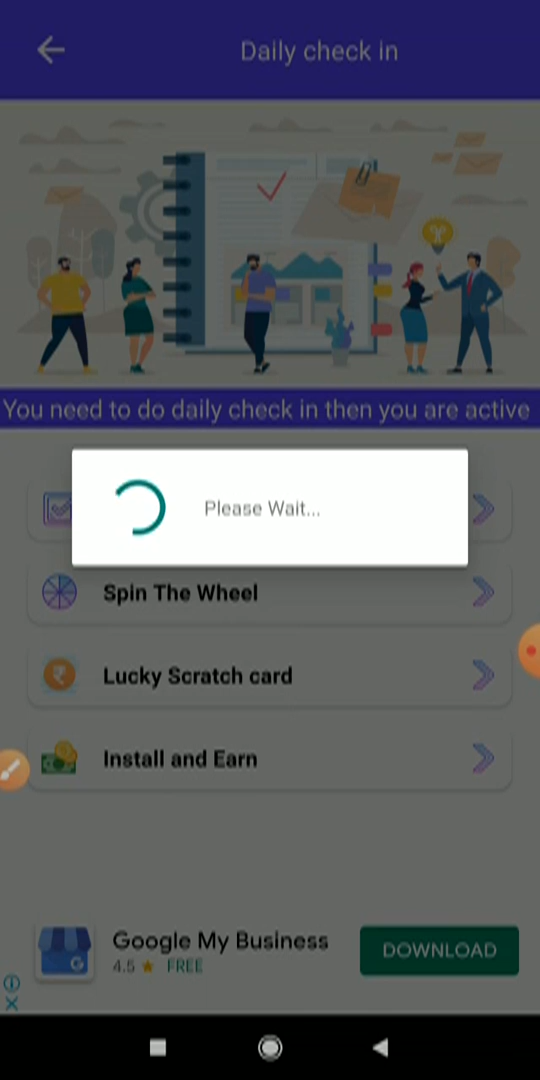 Daily check in
You need to do daily check in then you are active
Please Wait...
Spin The Wheel
Lucky Scratch card
Install and Earn
Google My Business
4.5 ★ FREE
DOWNLOAD